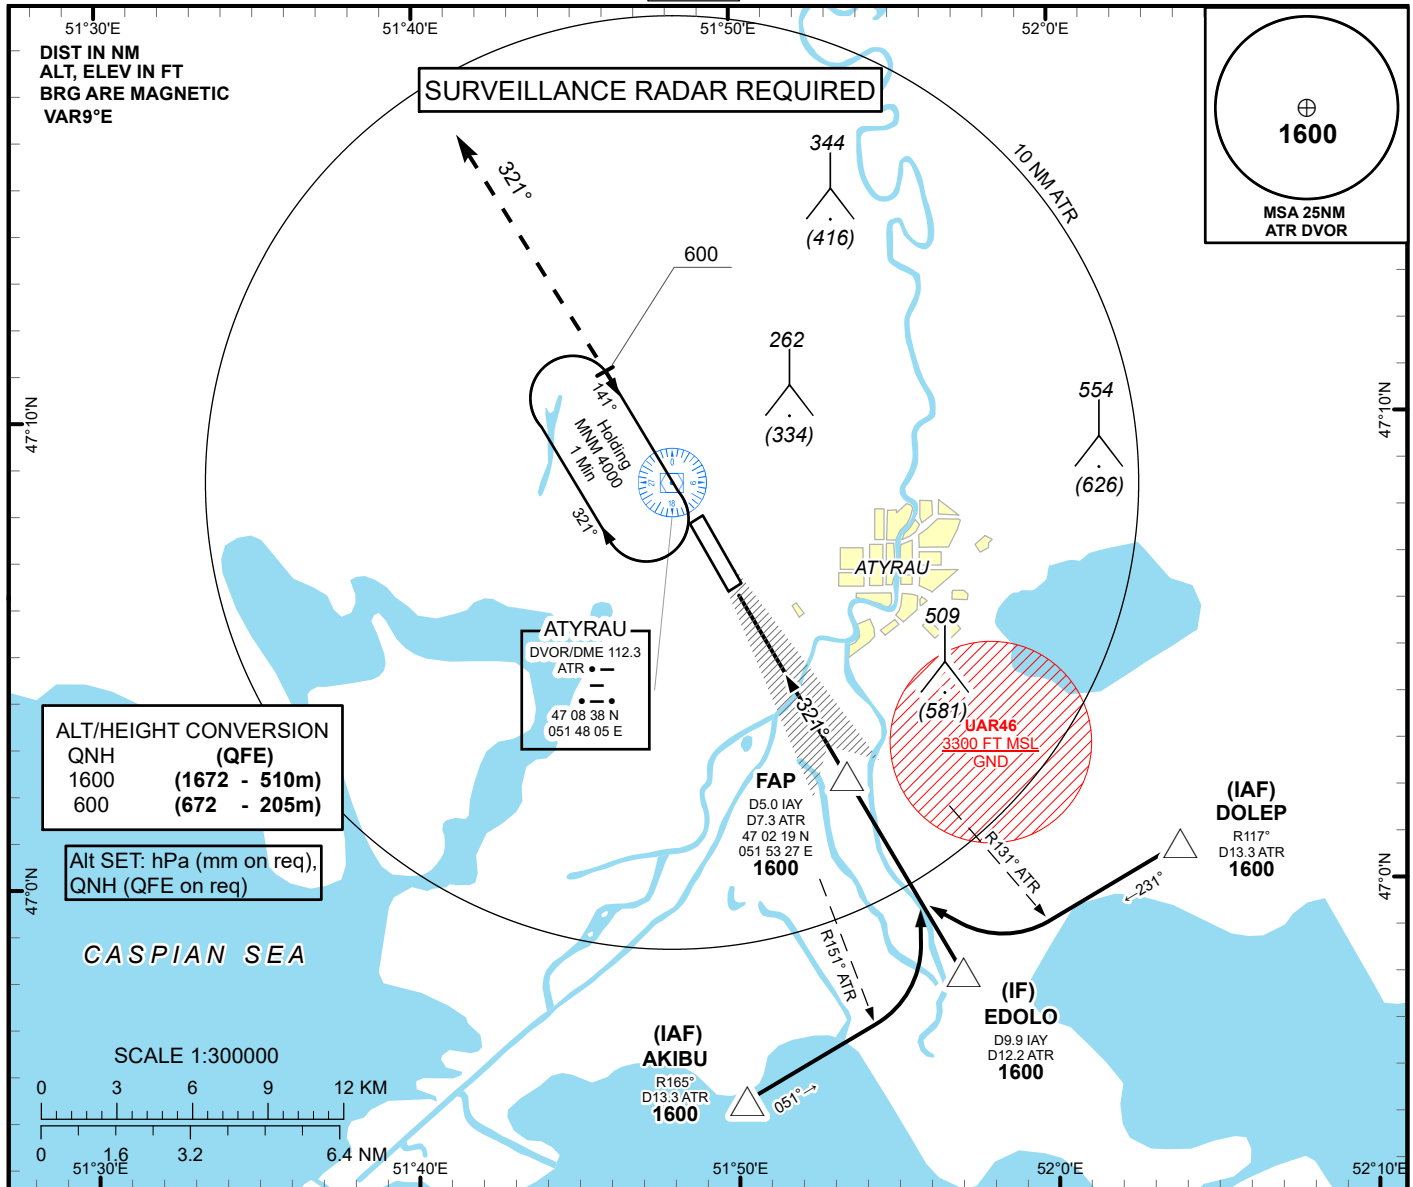 51°30'E
51°40'E
51°50'E
52°0'E
DIST IN NM
ALT, ELEV IN FT
BRG ARE MAGNETIC
VAR9°E
SURVEILLANCE RADAR REQUIRED
1600
MSA 25NM
ATR DVOR
10 NM ATR
321°
344
(416)
600
262
(334)
554
(626)
47°10'N
47°10'N
141°
Holding
MNM 4000
1 Min
321°
0
9
18
27
ATYRAU
509
(581)
ATYRAU
DVOR/DME 112.3
ATR
47 08 38 N
051 48 05 E
UAR46
3300 FT MSL
GND
321°
ALT/HEIGHT CONVERSION
QNH (QFE)
1600 (1672 - 510m)
600 (672 - 205m)
Alt SET: hPa (mm on req),
QNH (QFE on req)
FAP
D5.0 IAY
D7.3 ATR
47 02 19 N
051 53 27 E
1600
(IAF)
DOLEP
R117°
D13.3 ATR
1600
R131° ATR
←231°
47°0'N
47°0'N
CASPIAN SEA
R151° ATR
(IF)
EDOLO
D9.9 IAY
D12.2 ATR
1600
(IAF)
AKIBU
R165°
D13.3 ATR
1600
051°→
SCALE 1:300000
0 3 6 9 12 KM
0 1.6 3.2 6.4 NM
51°30'E
51°40'E
51°50'E
52°0'E
52°10'E